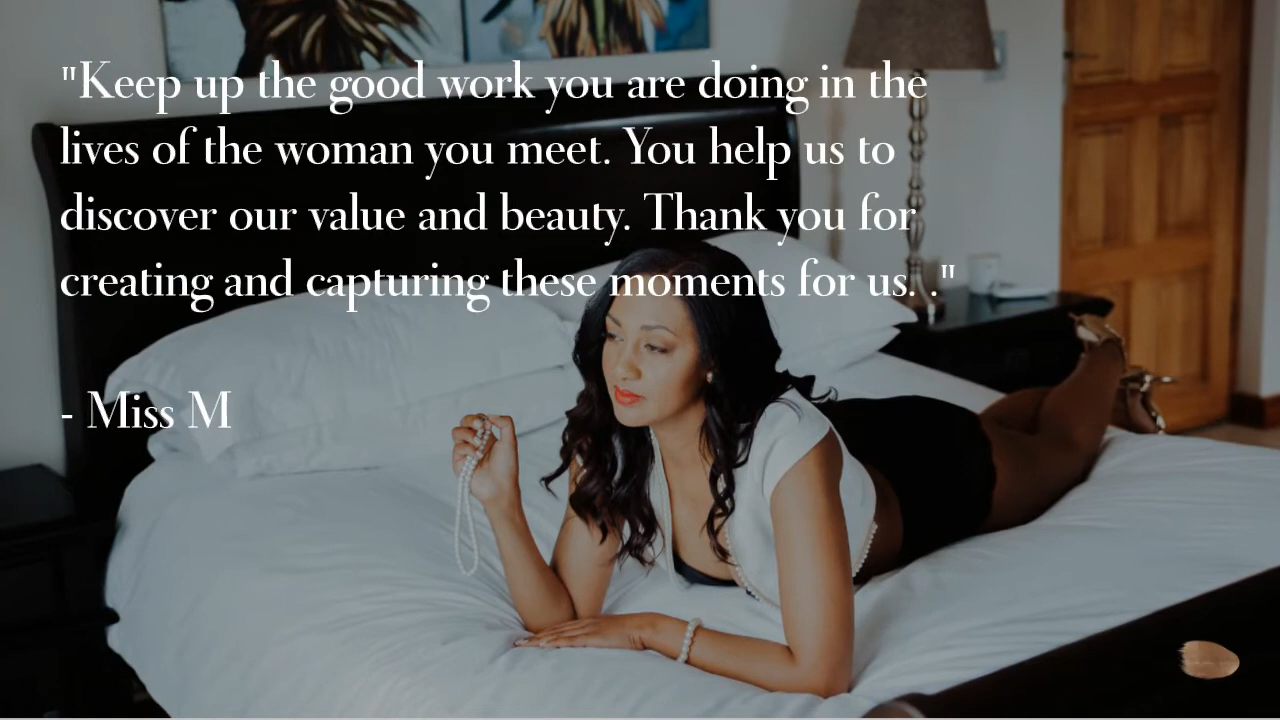 "Keep up the good work you are doing in the
lives of the woman you meet. You help us to
discover our value and beauty. Thank you for
creating and capturing these moments for us. ."
- Miss M